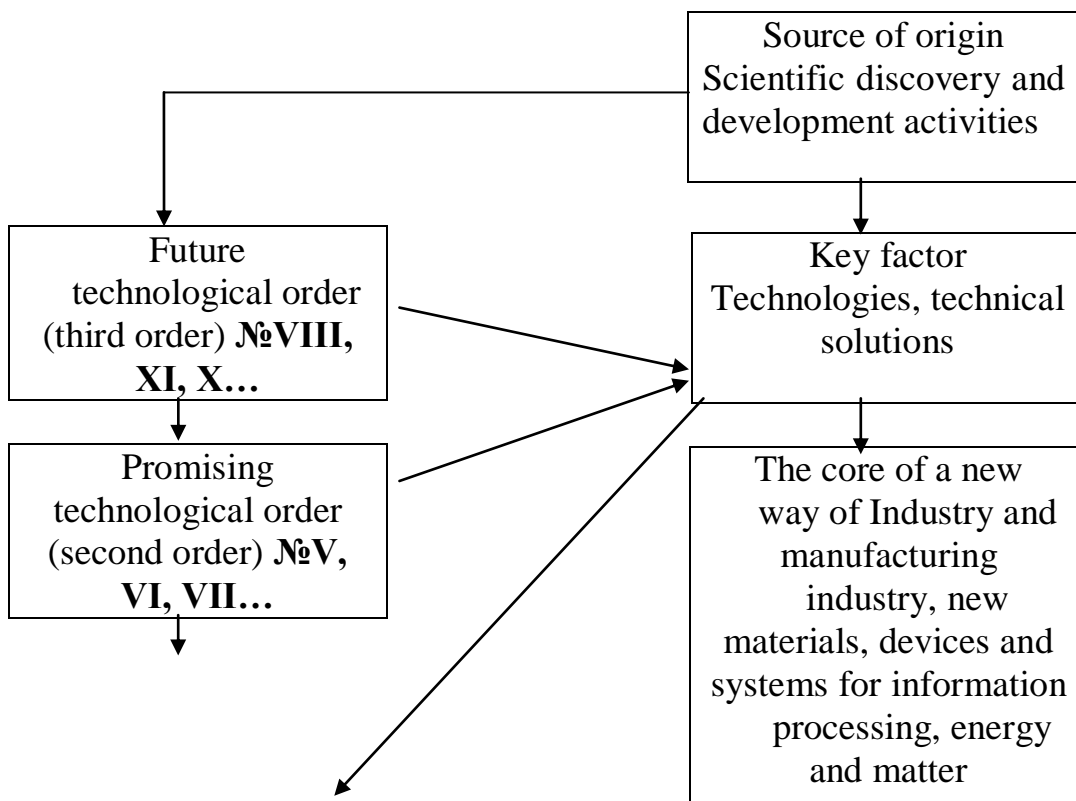 Source of origin
Scientific discovery and
development activities
Future
technological order
(third order) №VIII,
XI, X…
Key factor
Technologies, technical
solutions
Promising
technological order
(second order) №V,
VI, VII…
The core of a new
way of Industry and
manufacturing
industry, new
materials, devices and
systems for information
processing, energy
and matter